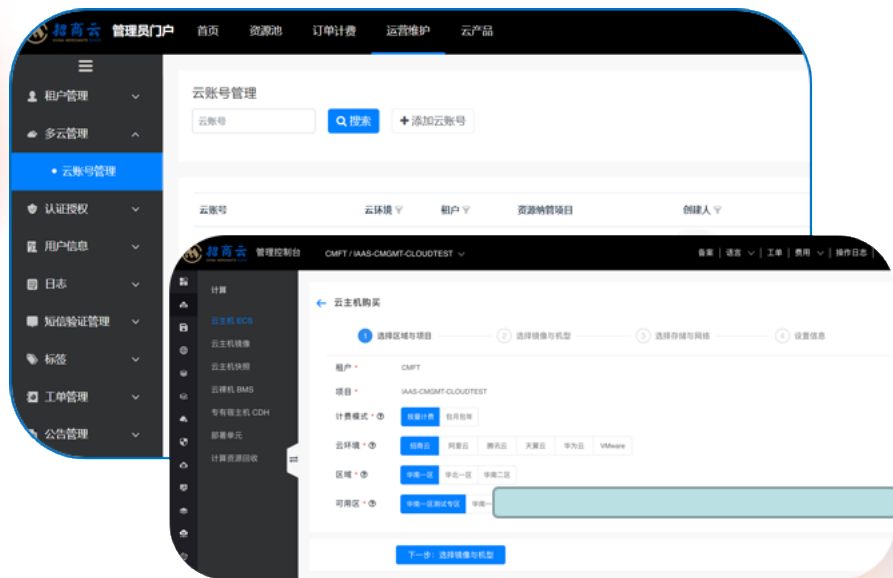 招商云 管理员门户 首页 资源池 订单计费 运营维护 云产品
租户管理
多云管理
云账号管理
认证授权
用户信息
日志
短信验证管理
标签
工单管理
公告管理
云账号管理
云账号 搜索 添加云账号
云账号 云环境 租户 资源纳管项目 创建人
招商云 管理控制台 CMFT / IAAS-CMGMT-CLOUDTEST 备案 语言 工单 费用 操作日志
计算
云主机 ECS
云主机镜像
云主机快照
云裸机 BMS
专有宿主机 CDH
部署单元
计算资源回收
云主机购买
1 选择区域与项目 2 选择镜像与机型 3 选择存储与网络 4 设置信息
租户 * CMFT
项目 * IAAS-CMGMT-CLOUDTEST
计费模式 * 按量计费 包月包年
云环境 * 招商云 阿里云 腾讯云 天翼云 华为云 VMware
区域 * 华南一区 华北一区 华南二区
可用区 * 华南一区测试专区 华南一
下一步：选择镜像与机型